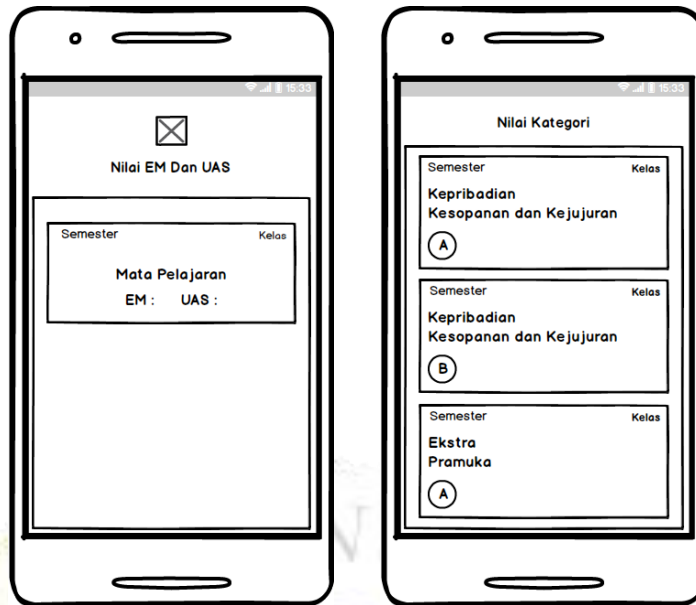 15:33
Nilai EM Dan UAS
Semester Kelas
Mata Pelajaran
EM : UAS :
15:33
Nilai Kategori
Semester Kelas
Kepribadian
Kesopanan dan Kejujuran
A
Semester Kelas
Kepribadian
Kesopanan dan Kejujuran
B
Semester Kelas
Ekstra
Pramuka
A